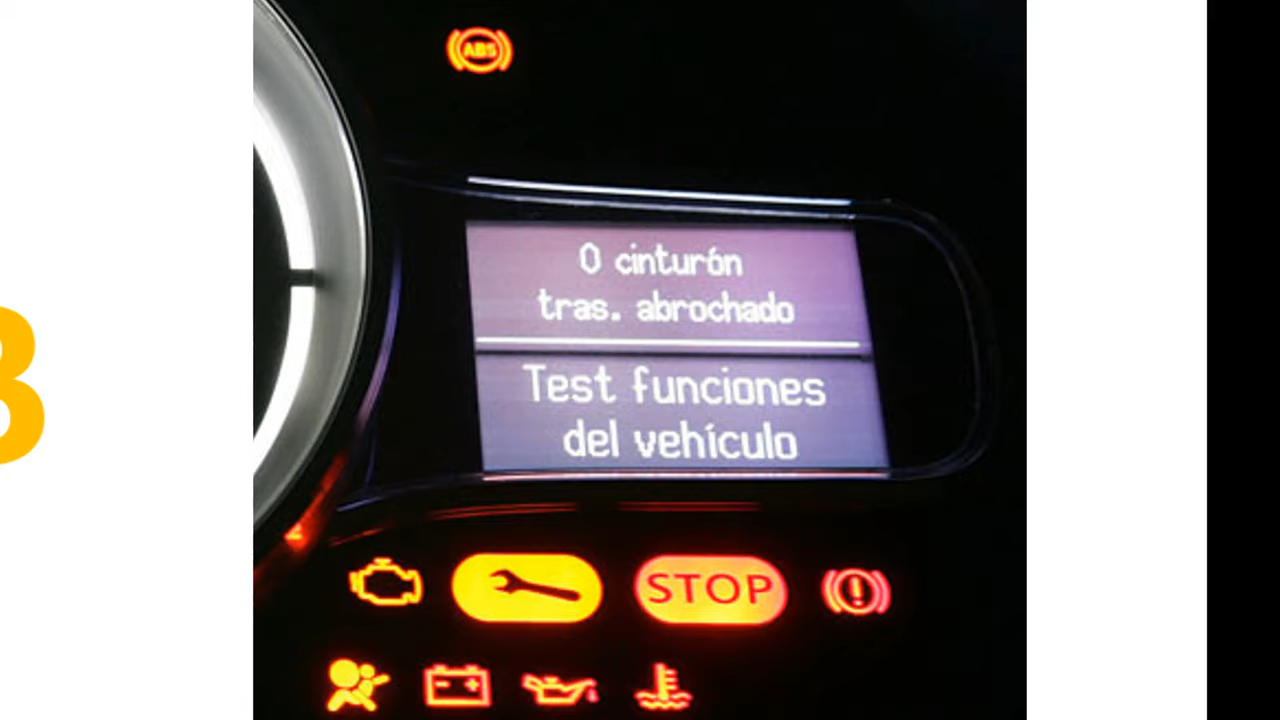 ABS
0 cinturón
tras. abrochado
Test funciones
del vehículo
STOP